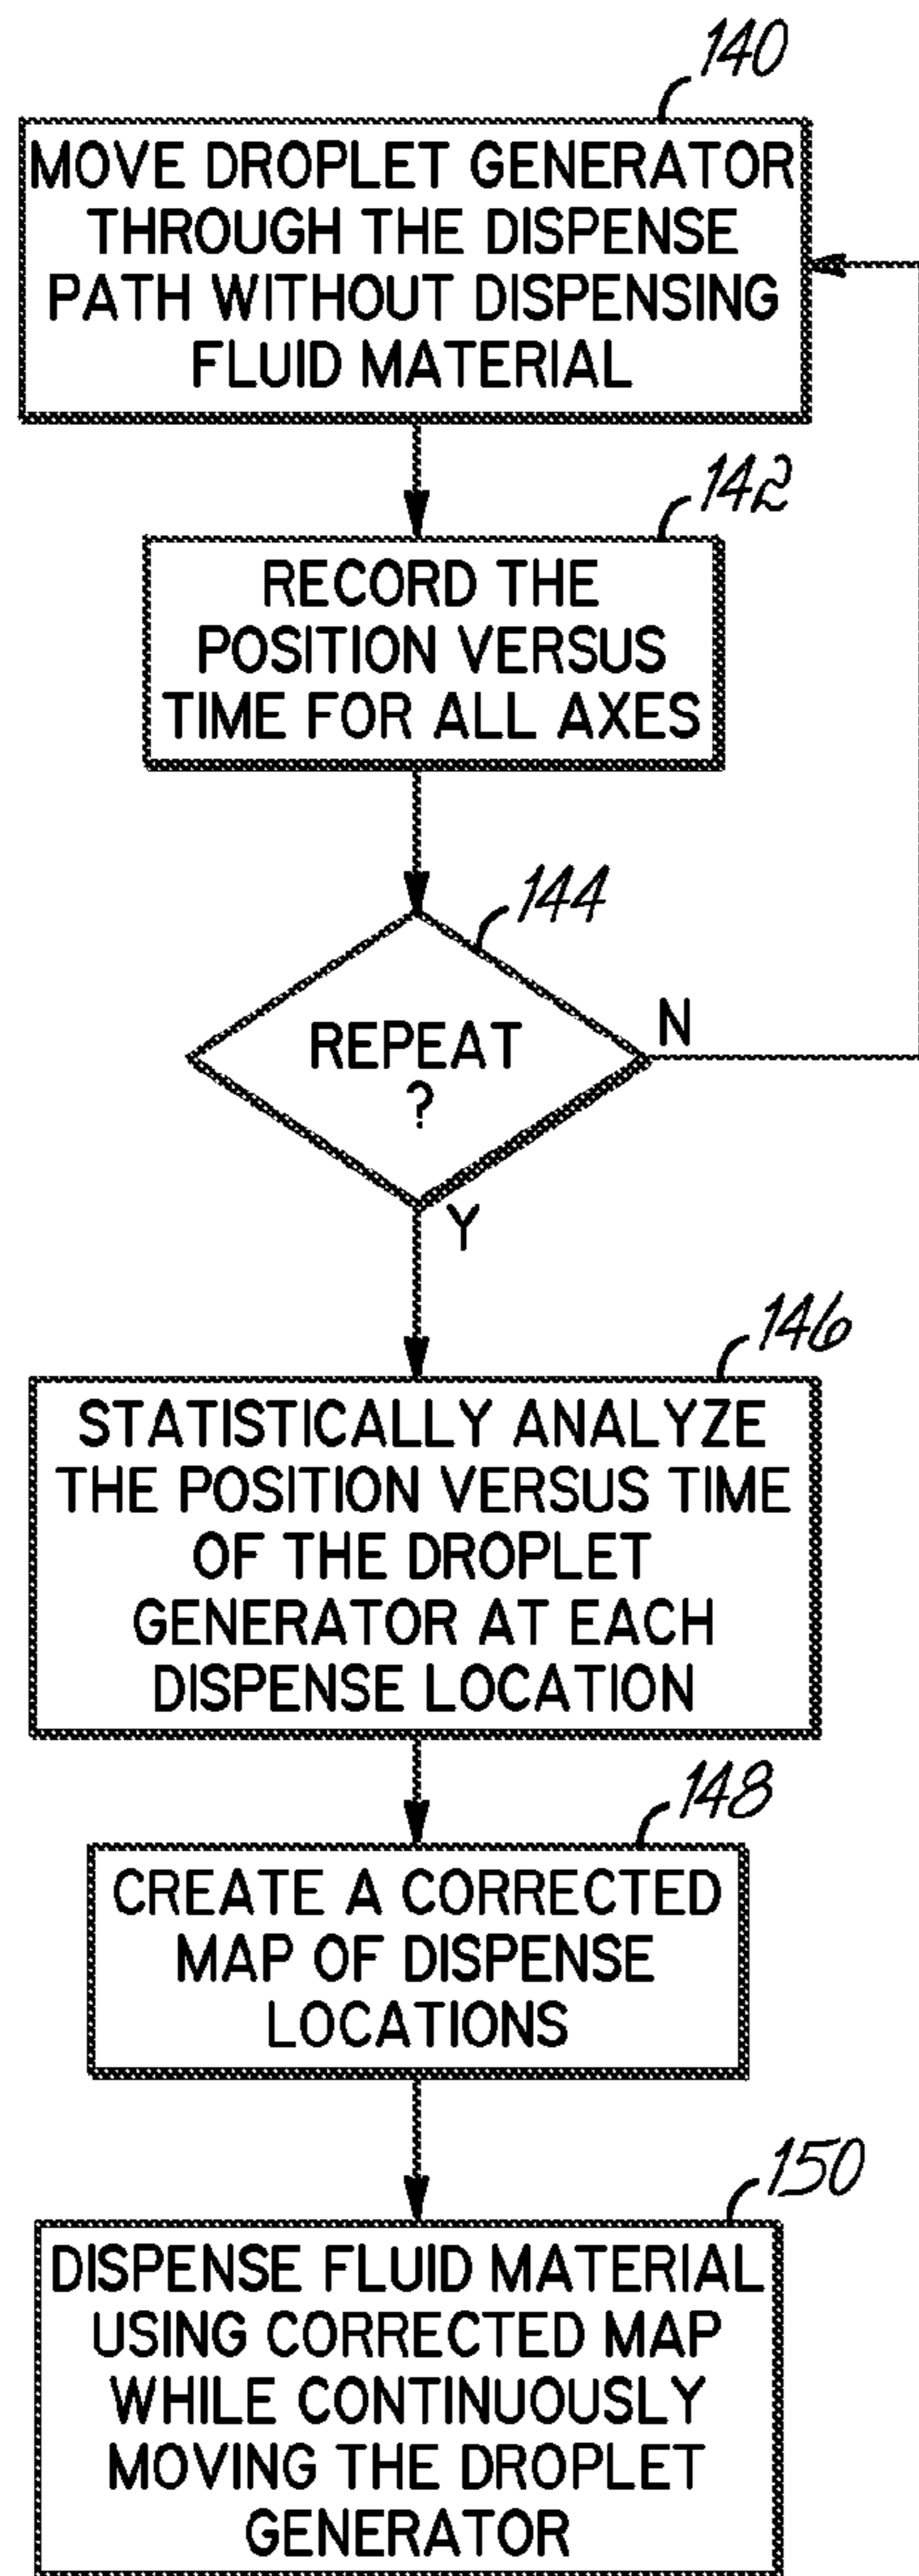 140
MOVE DROPLET GENERATOR
THROUGH THE DISPENSE
PATH WITHOUT DISPENSING
FLUID MATERIAL
142
RECORD THE
POSITION VERSUS
TIME FOR ALL AXES
144
REPEAT
?
N
Y
146
STATISTICALLY ANALYZE
THE POSITION VERSUS TIME
OF THE DROPLET
GENERATOR AT EACH
DISPENSE LOCATION
148
CREATE A CORRECTED
MAP OF DISPENSE
LOCATIONS
150
DISPENSE FLUID MATERIAL
USING CORRECTED MAP
WHILE CONTINUOUSLY
MOVING THE DROPLET
GENERATOR